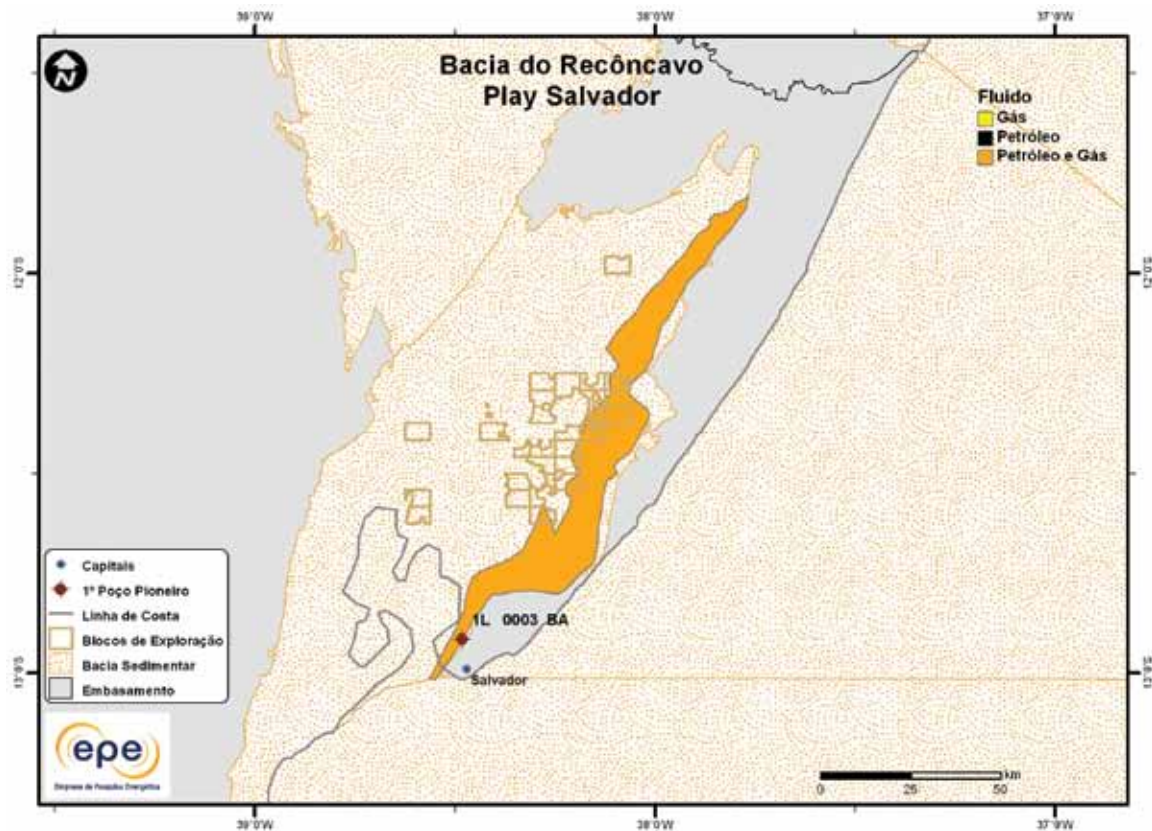 39°0'W
38°0'W
37°0'W
N
Bacia do Recôncavo
Play Salvador
Fluido
Gás
Petróleo
Petróleo e Gás
12°0'S
12°0'S
Capitais
1º Poço Pioneiro
Linha de Costa
Blocos de Exploração
Bacia Sedimentar
Embasamento
1L 0003 BA
Salvador
13°0'S
13°0'S
epe
Empresa de Pesquisa Energética
km
0 25 50
39°0'W
38°0'W
37°0'W